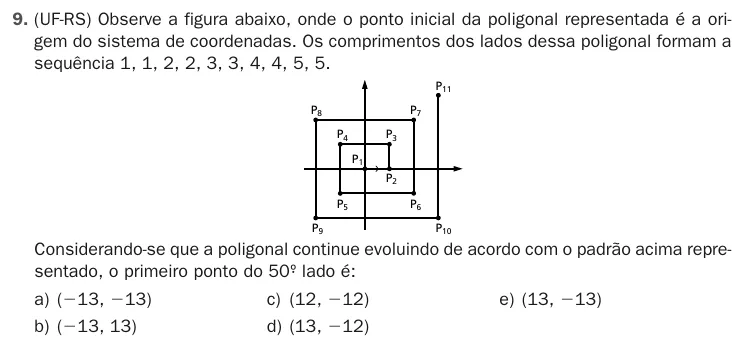 9. (UF-RS) Observe a figura abaixo, onde o ponto inicial da poligonal representada é a ori-
gem do sistema de coordenadas. Os comprimentos dos lados dessa poligonal formam a
sequência 1, 1, 2, 2, 3, 3, 4, 4, 5, 5.
P₁₁
P₈ P₇
P₄ P₃
P₁
P₂
P₅ P₆
P₉ P₁₀
Considerando-se que a poligonal continue evoluindo de acordo com o padrão acima repre-
sentado, o primeiro ponto do 50º lado é:
a) (−13, −13) c) (12, −12) e) (13, −13)
b) (−13, 13) d) (13, −12)